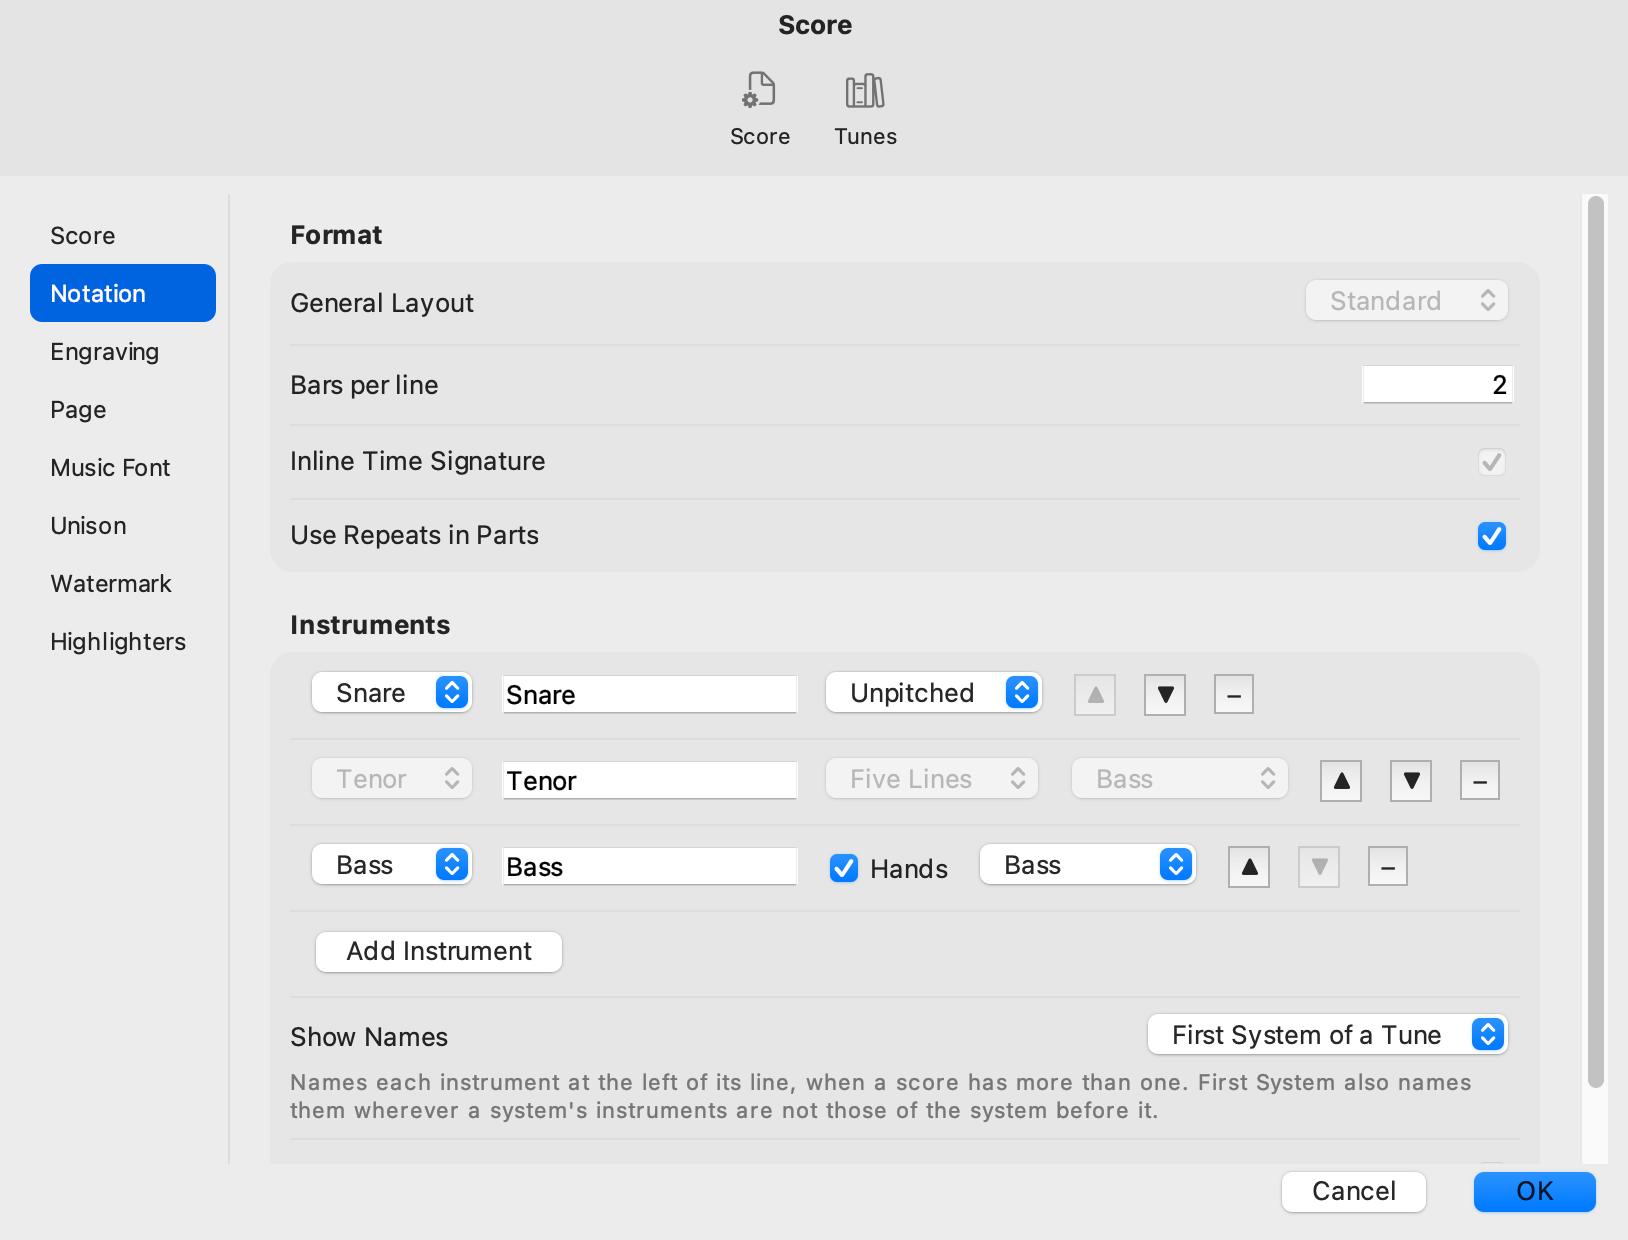 Score
Score
Tunes
Score
Notation
Engraving
Page
Music Font
Unison
Watermark
Highlighters
Format
General Layout
Standard
Bars per line
2
Inline Time Signature
Use Repeats in Parts
Instruments
Snare
Snare
Unpitched
Tenor
Tenor
Five Lines
Bass
Bass
Bass
Hands
Bass
Add Instrument
Show Names
First System of a Tune
Names each instrument at the left of its line, when a score has more than one. First System also names
them wherever a system's instruments are not those of the system before it.
Cancel
OK